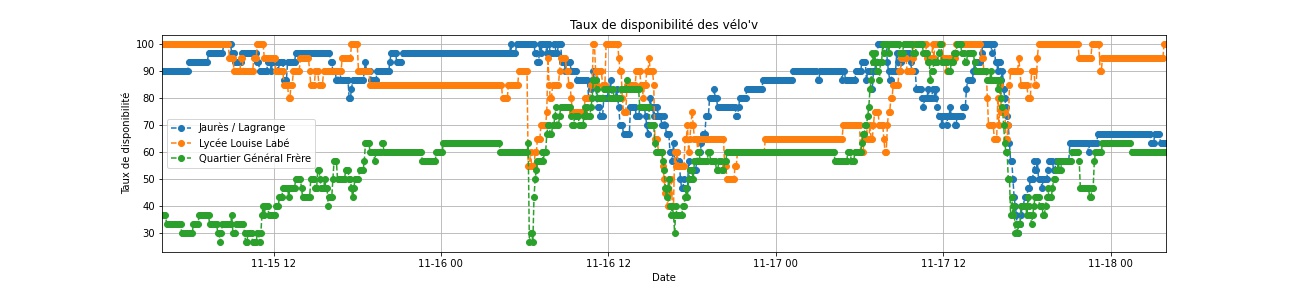 Taux de disponibilité des vélo'v
Taux de disponibilité
100
90
80
70
60
50
40
30
Jaurès / Lagrange
Lycée Louise Labé
Quartier Général Frère
11-15 12
11-16 00
11-16 12
11-17 00
11-17 12
11-18 00
Date